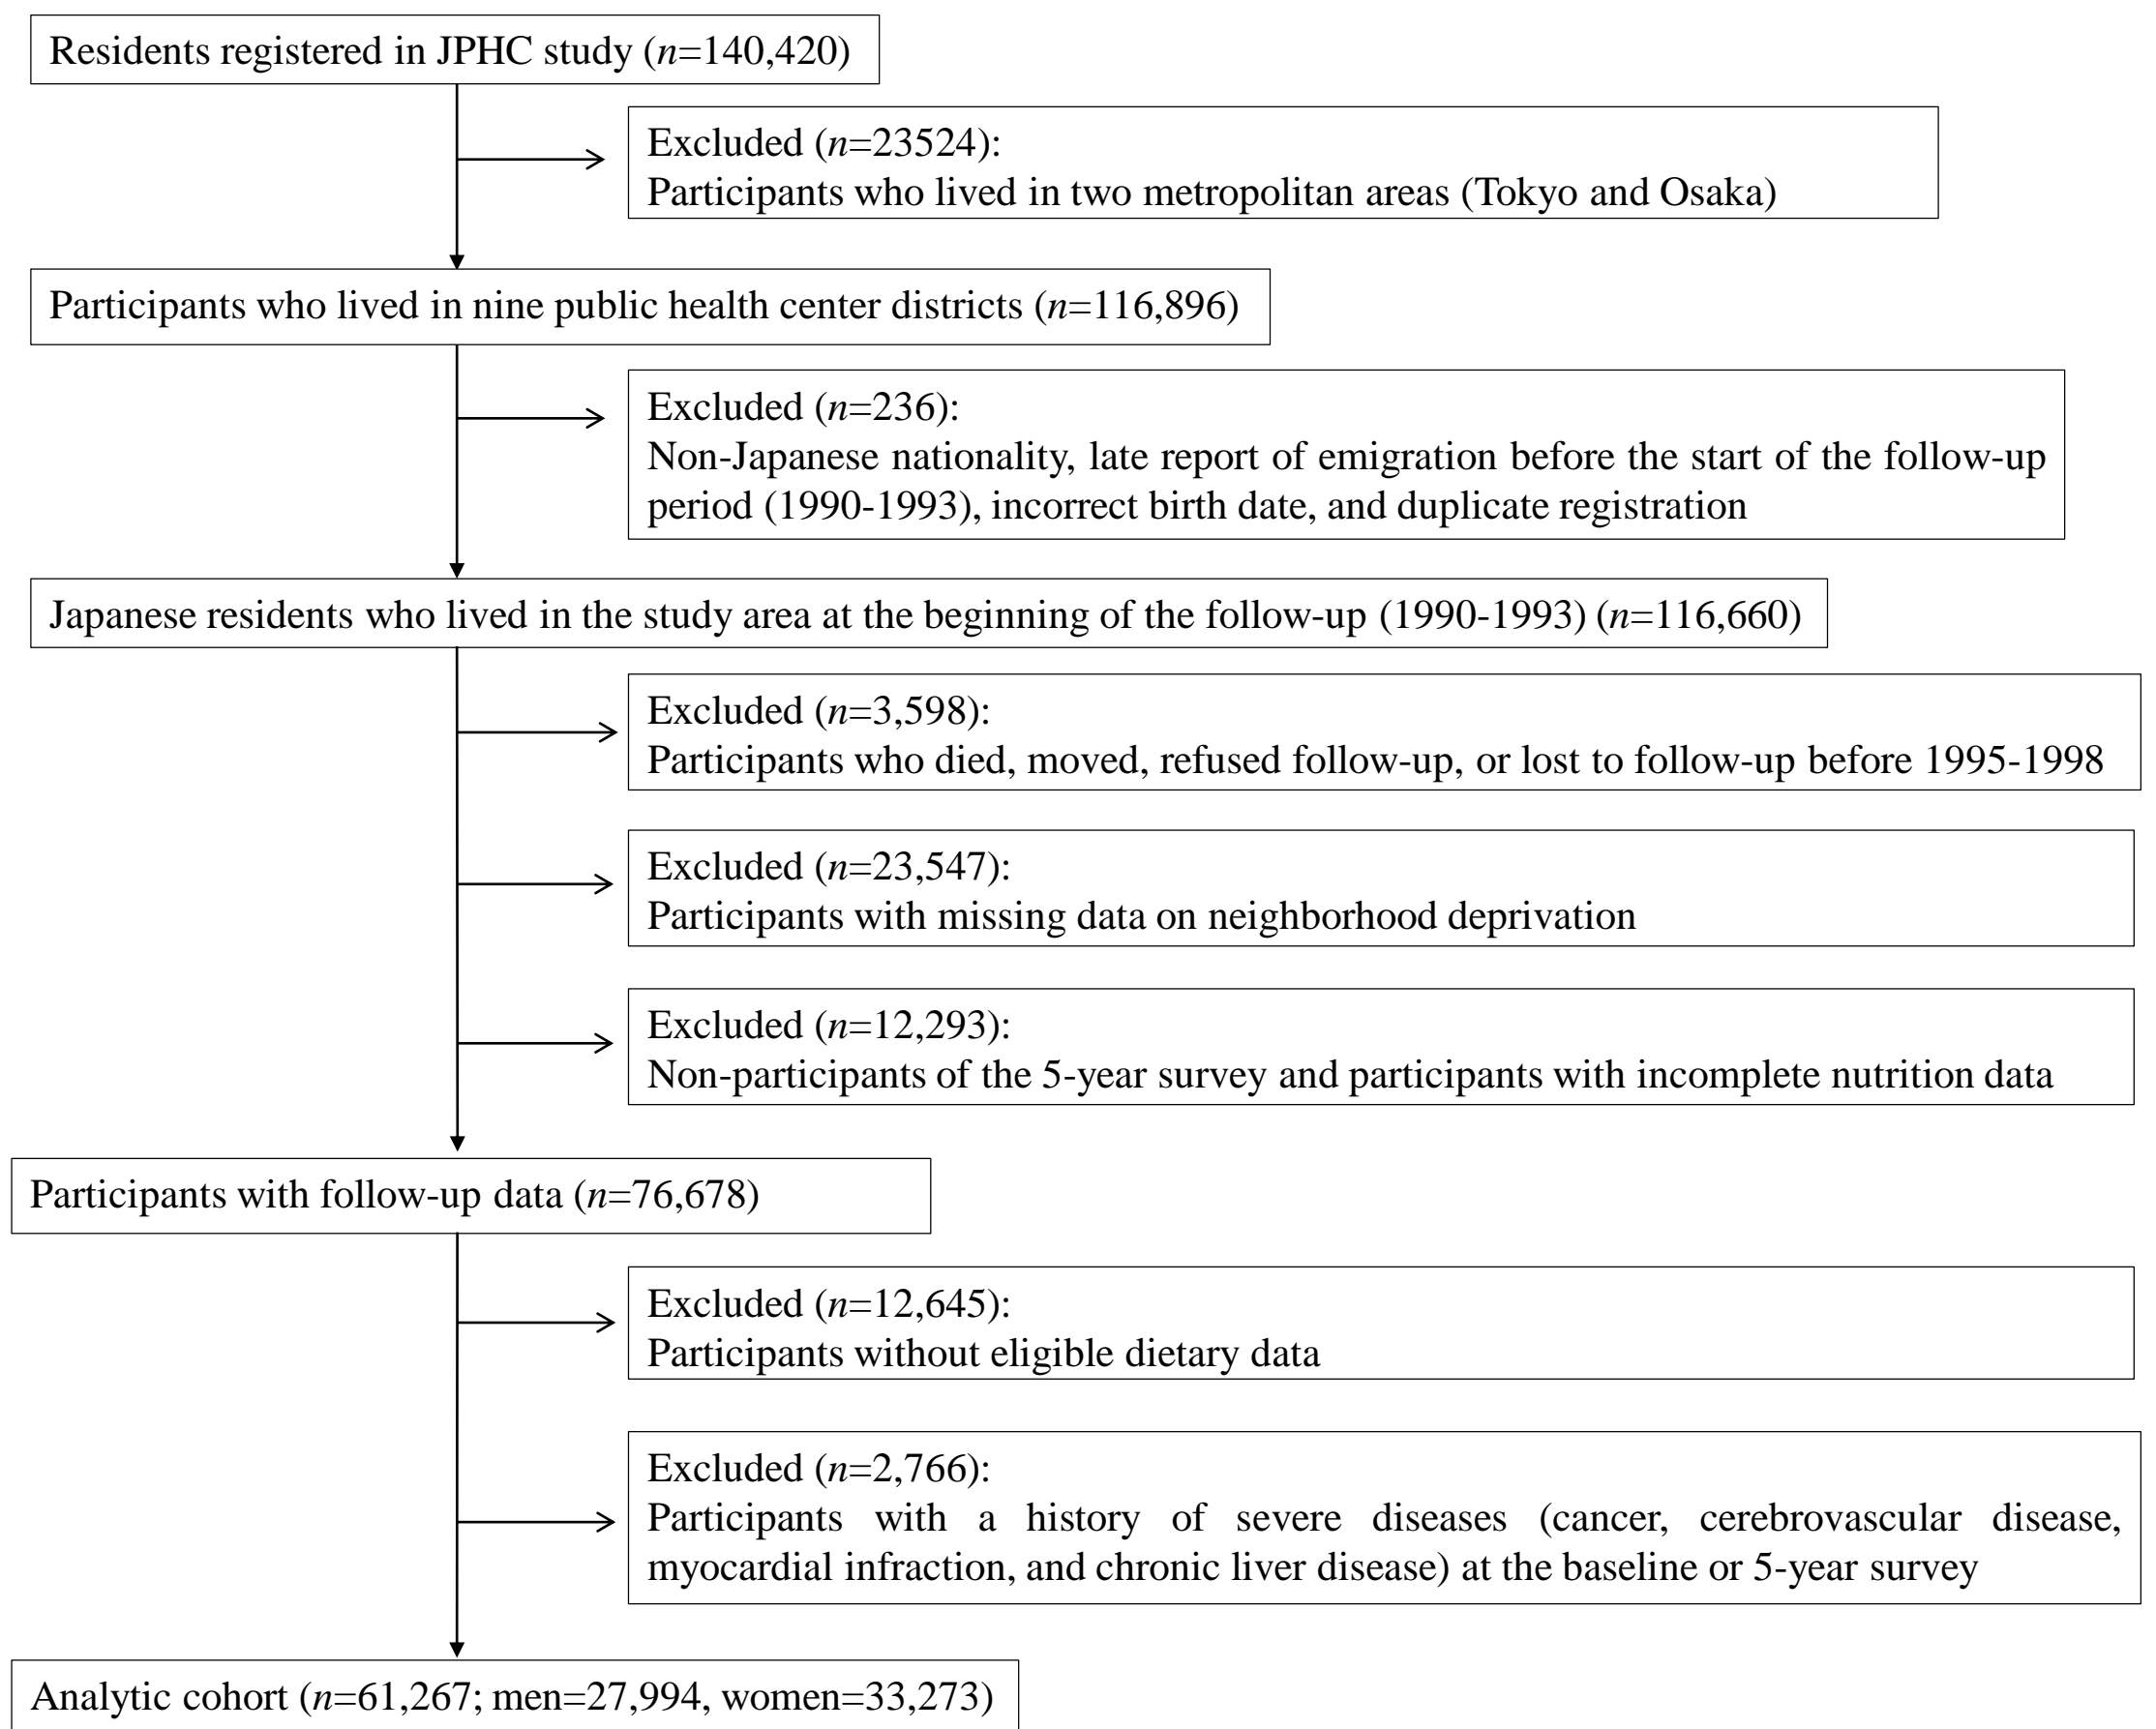 Residents registered in JPHC study (n=140,420)
Excluded (n=23524):
Participants who lived in two metropolitan areas (Tokyo and Osaka)
Participants who lived in nine public health center districts (n=116,896)
Excluded (n=236):
Non-Japanese nationality, late report of emigration before the start of the follow-up
period (1990-1993), incorrect birth date, and duplicate registration
Japanese residents who lived in the study area at the beginning of the follow-up (1990-1993) (n=116,660)
Excluded (n=3,598):
Participants who died, moved, refused follow-up, or lost to follow-up before 1995-1998
Excluded (n=23,547):
Participants with missing data on neighborhood deprivation
Excluded (n=12,293):
Non-participants of the 5-year survey and participants with incomplete nutrition data
Participants with follow-up data (n=76,678)
Excluded (n=12,645):
Participants without eligible dietary data
Excluded (n=2,766):
Participants with a history of severe diseases (cancer, cerebrovascular disease,
myocardial infraction, and chronic liver disease) at the baseline or 5-year survey
Analytic cohort (n=61,267; men=27,994, women=33,273)